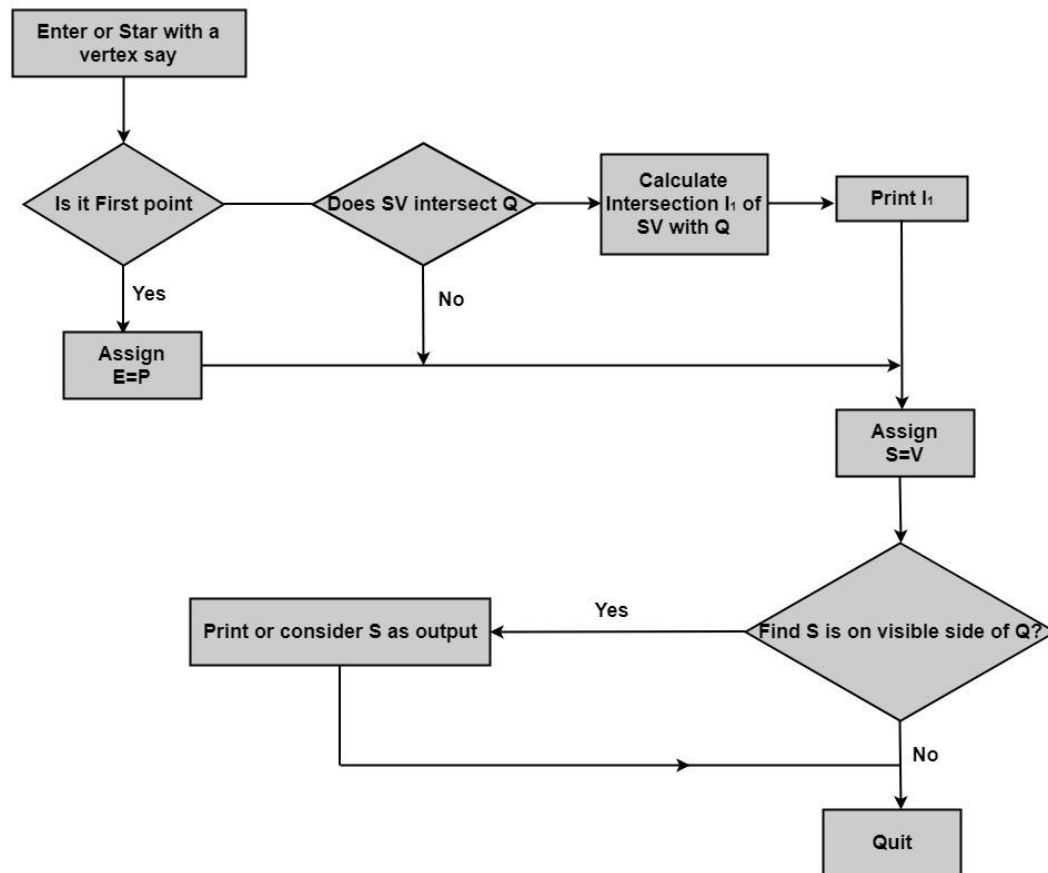 Enter or Star with a
vertex say
Is it First point
Does SV intersect Q
Calculate
Intersection I₁ of
SV with Q
Print I₁
Yes
No
Assign
E=P
Assign
S=V
Find S is on visible side of Q?
Yes
Print or consider S as output
No
Quit